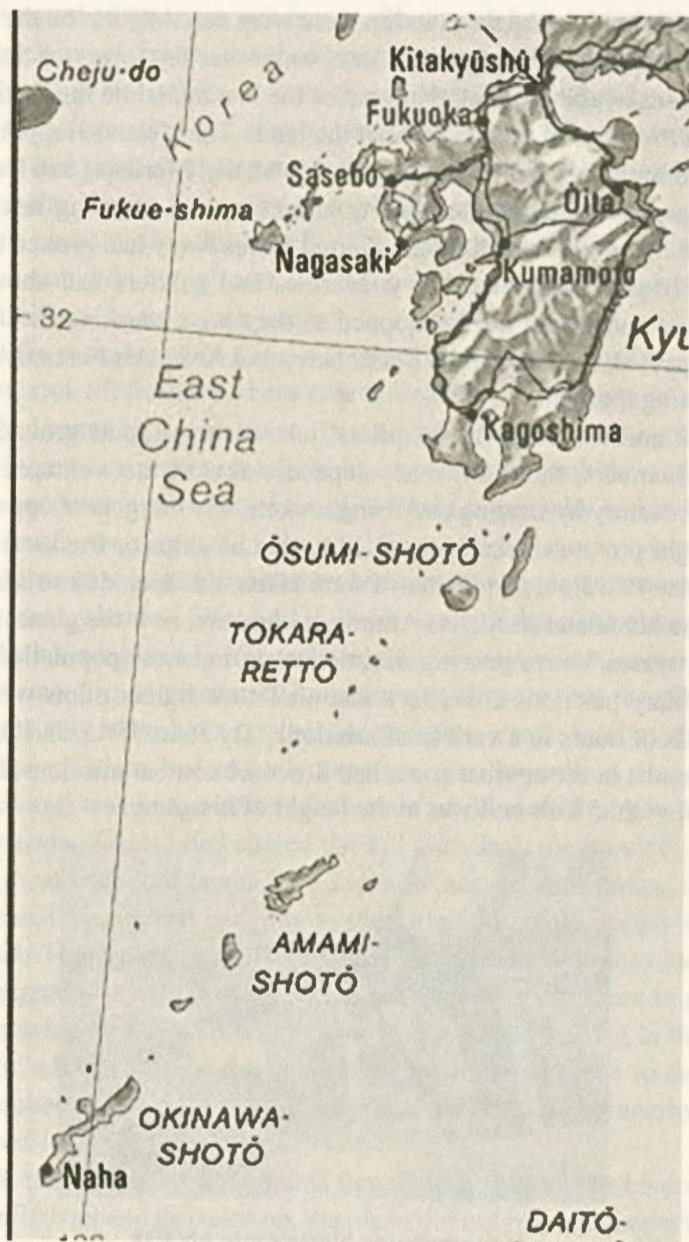 Kitakyūshū
Cheju-do
Korea
Fukuoka
Sasebo
Ōita
Fukue-shima
Nagasaki
Kumamoto
32
Kyu
East
China
Sea
Kagoshima
ŌSUMI-SHOTŌ
TOKARA-
RETTŌ
AMAMI-
SHOTŌ
OKINAWA-
SHOTŌ
Naha
DAITŌ-